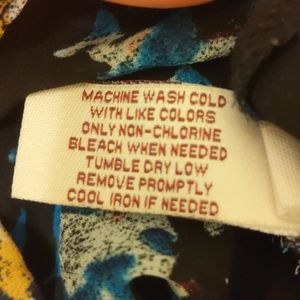 MACHINE WASH COLD
WITH LIKE COLORS
ONLY NON-CHLORINE
BLEACH WHEN NEEDED
TUMBLE DRY LOW
REMOVE PROMPTLY
COOL IRON IF NEEDED